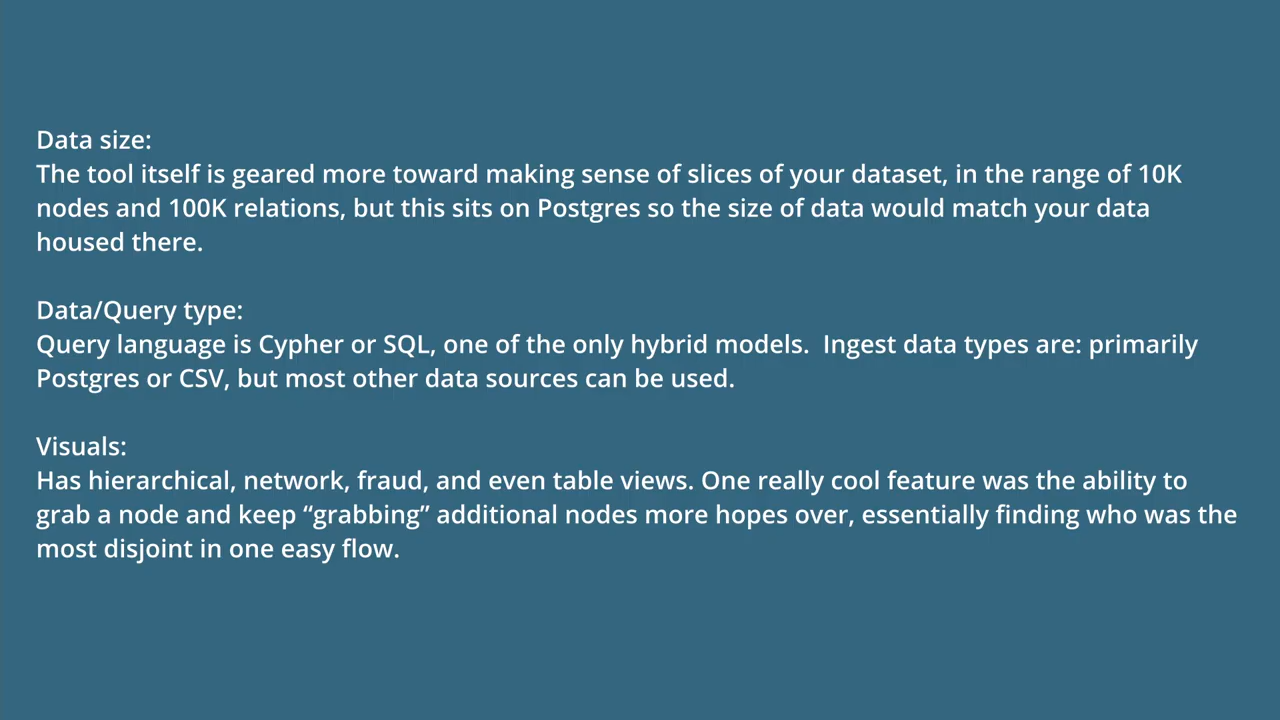 Data size:
The tool itself is geared more toward making sense of slices of your dataset, in the range of 10K
nodes and 100K relations, but this sits on Postgres so the size of data would match your data
housed there.
Data/Query type:
Query language is Cypher or SQL, one of the only hybrid models.  Ingest data types are: primarily
Postgres or CSV, but most other data sources can be used.
Visuals:
Has hierarchical, network, fraud, and even table views. One really cool feature was the ability to
grab a node and keep “grabbing” additional nodes more hopes over, essentially finding who was the
most disjoint in one easy flow.